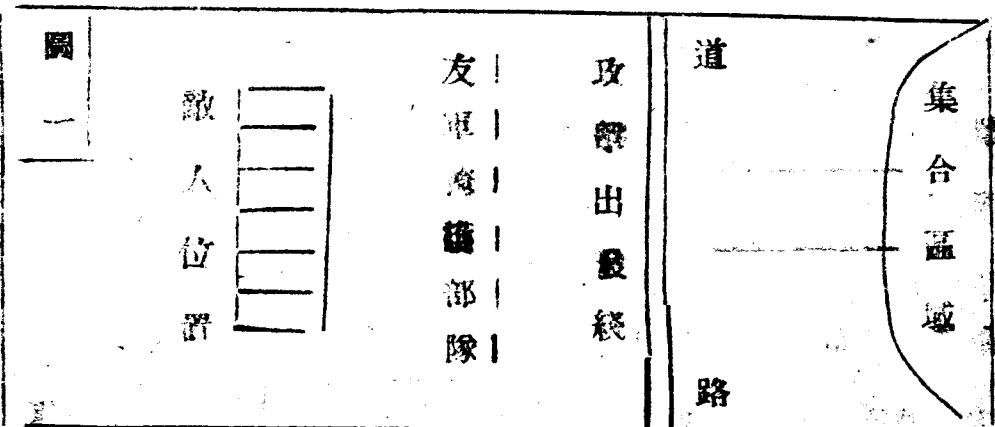 集合區域
道路
攻擊出發綫
友軍掩護部隊
敵人位置
圖一